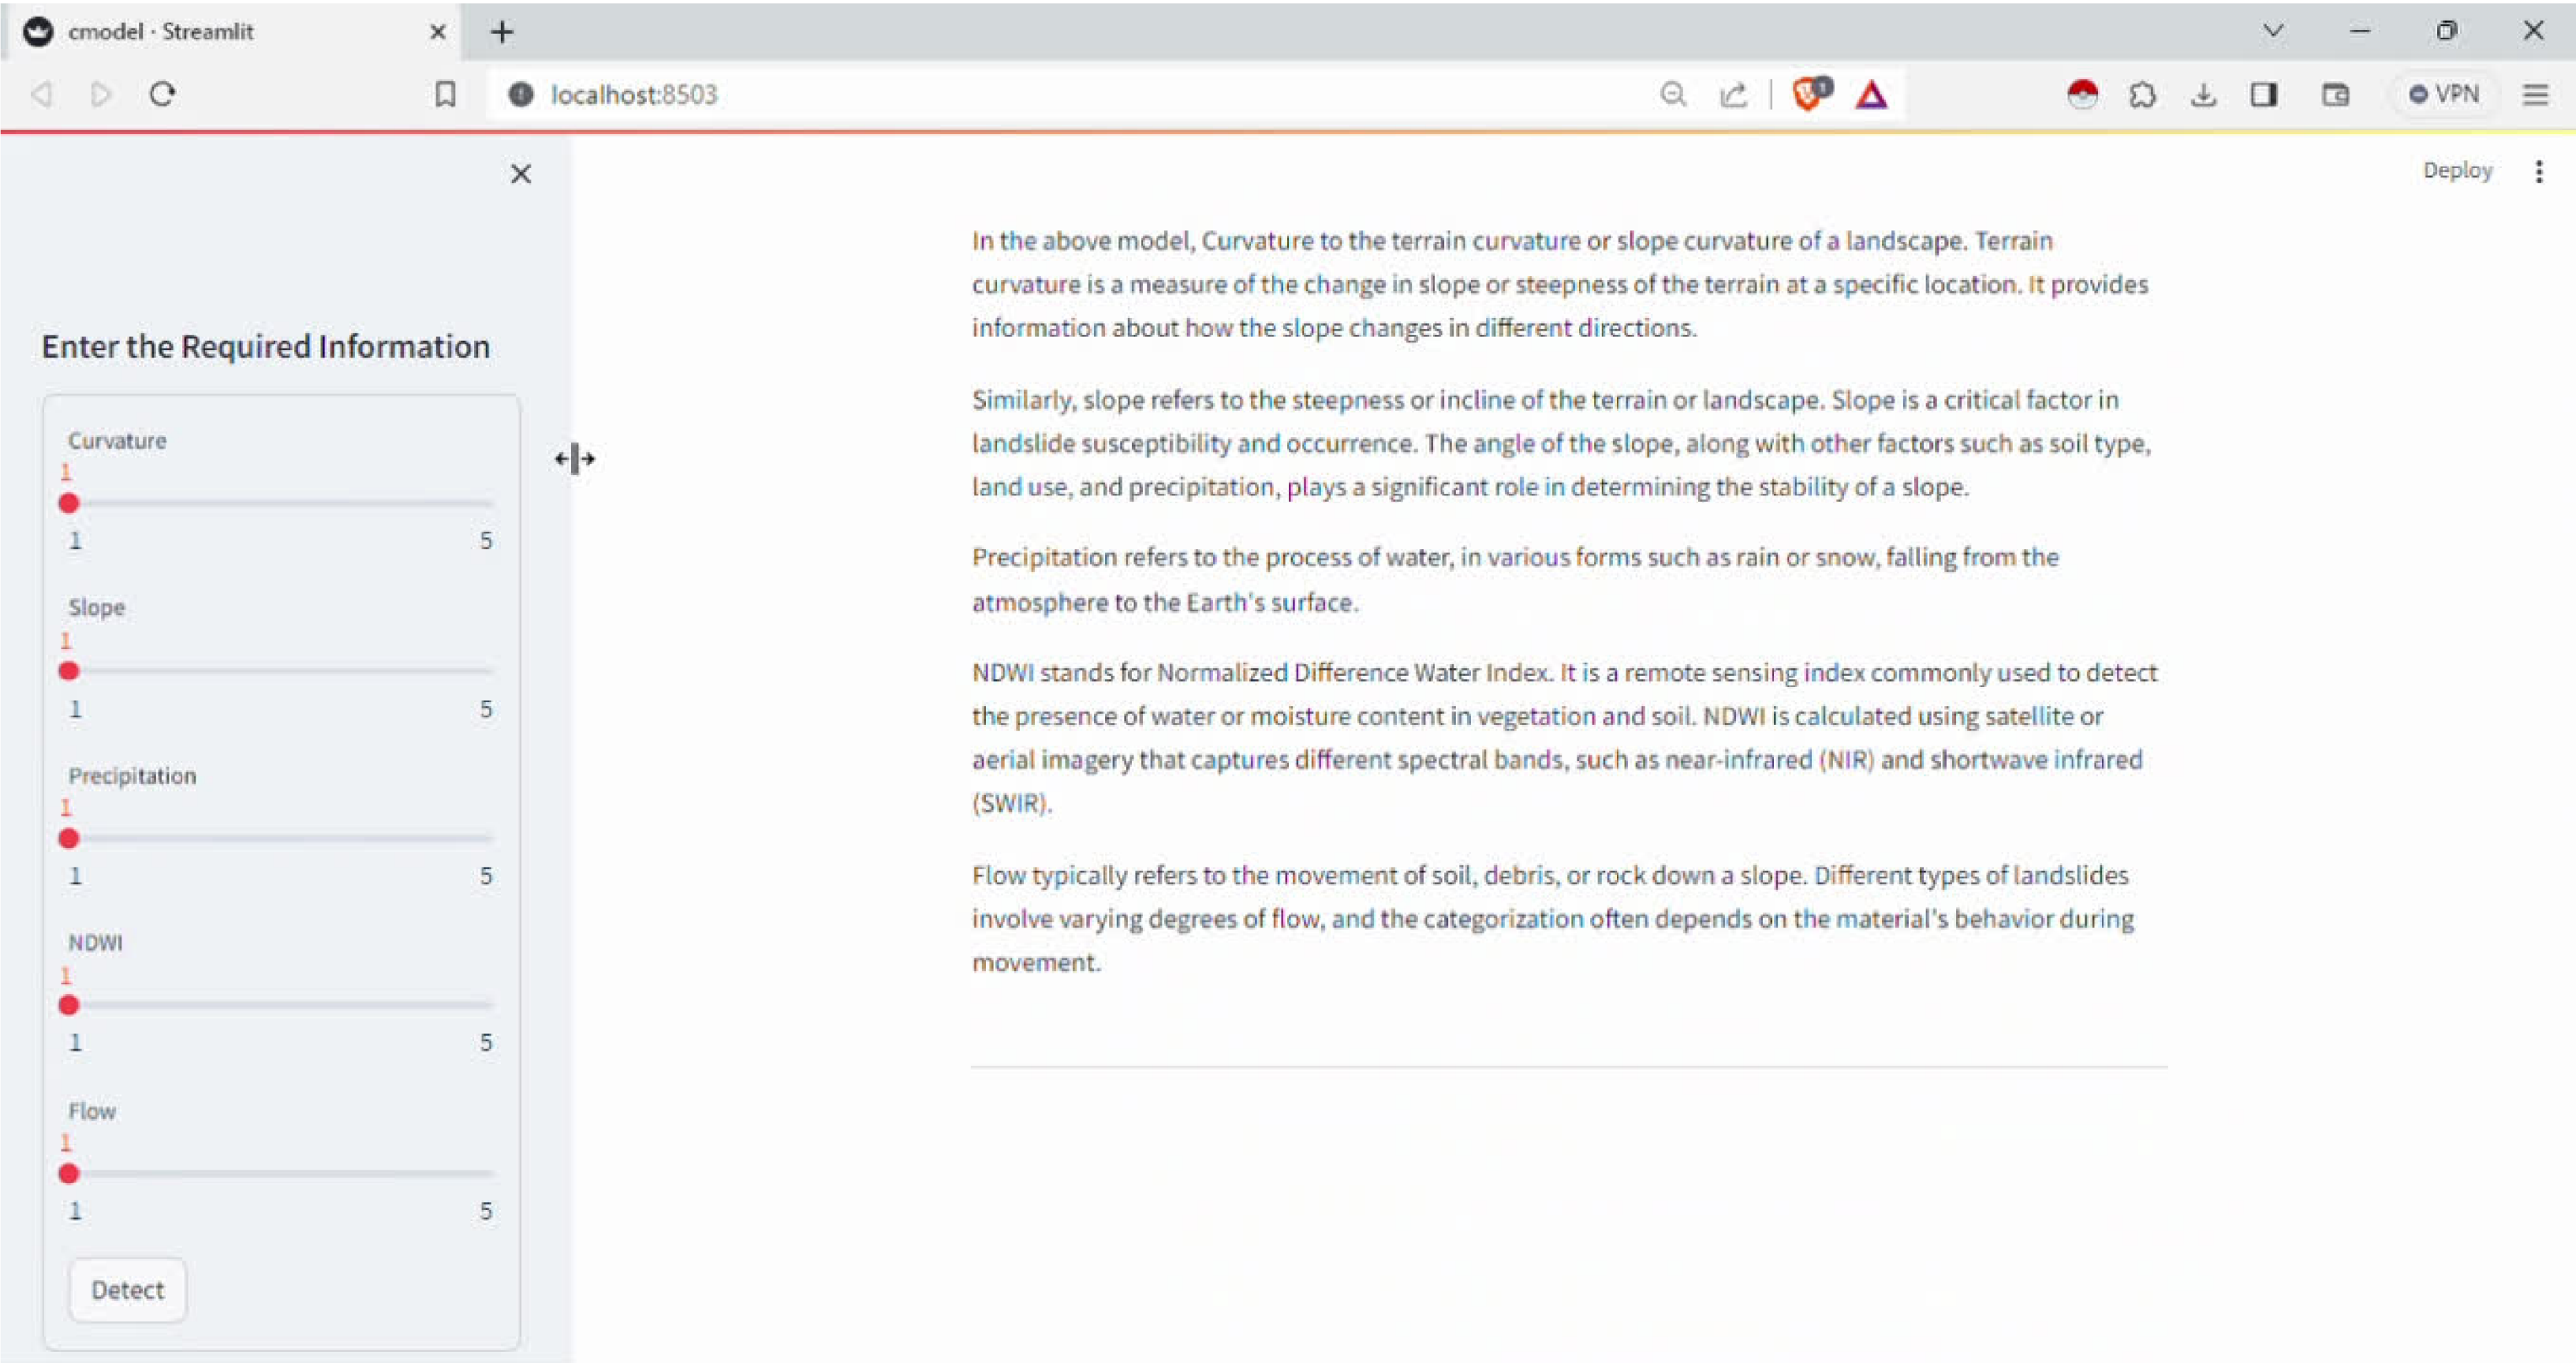 cmodel · Streamlit
localhost:8503
1
VPN
Deploy
Enter the Required Information
Curvature
1
1 5
Slope
1
1 5
Precipitation
1
1 5
NDWI
1
1 5
Flow
1
1 5
Detect
In the above model, Curvature to the terrain curvature or slope curvature of a landscape. Terrain
curvature is a measure of the change in slope or steepness of the terrain at a specific location. It provides
information about how the slope changes in different directions.
Similarly, slope refers to the steepness or incline of the terrain or landscape. Slope is a critical factor in
landslide susceptibility and occurrence. The angle of the slope, along with other factors such as soil type,
land use, and precipitation, plays a significant role in determining the stability of a slope.
Precipitation refers to the process of water, in various forms such as rain or snow, falling from the
atmosphere to the Earth's surface.
NDWI stands for Normalized Difference Water Index. It is a remote sensing index commonly used to detect
the presence of water or moisture content in vegetation and soil. NDWI is calculated using satellite or
aerial imagery that captures different spectral bands, such as near-infrared (NIR) and shortwave infrared
(SWIR).
Flow typically refers to the movement of soil, debris, or rock down a slope. Different types of landslides
involve varying degrees of flow, and the categorization often depends on the material's behavior during
movement.